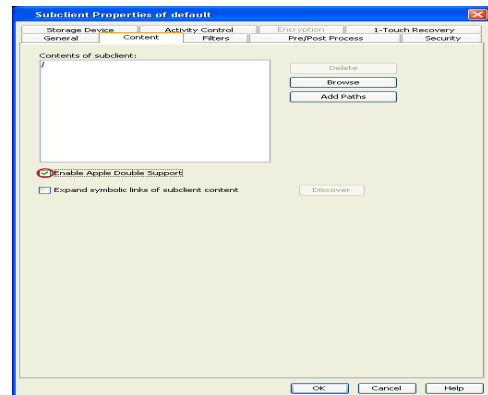 Subclient Properties of default
Storage Device Activity Control Encryption 1-Touch Recovery
General Content Filters Pre/Post Process Security
Contents of subclient:
/
Delete
Browse
Add Paths
Enable Apple Double Support
Expand symbolic links of subclient content Discover
OK Cancel Help